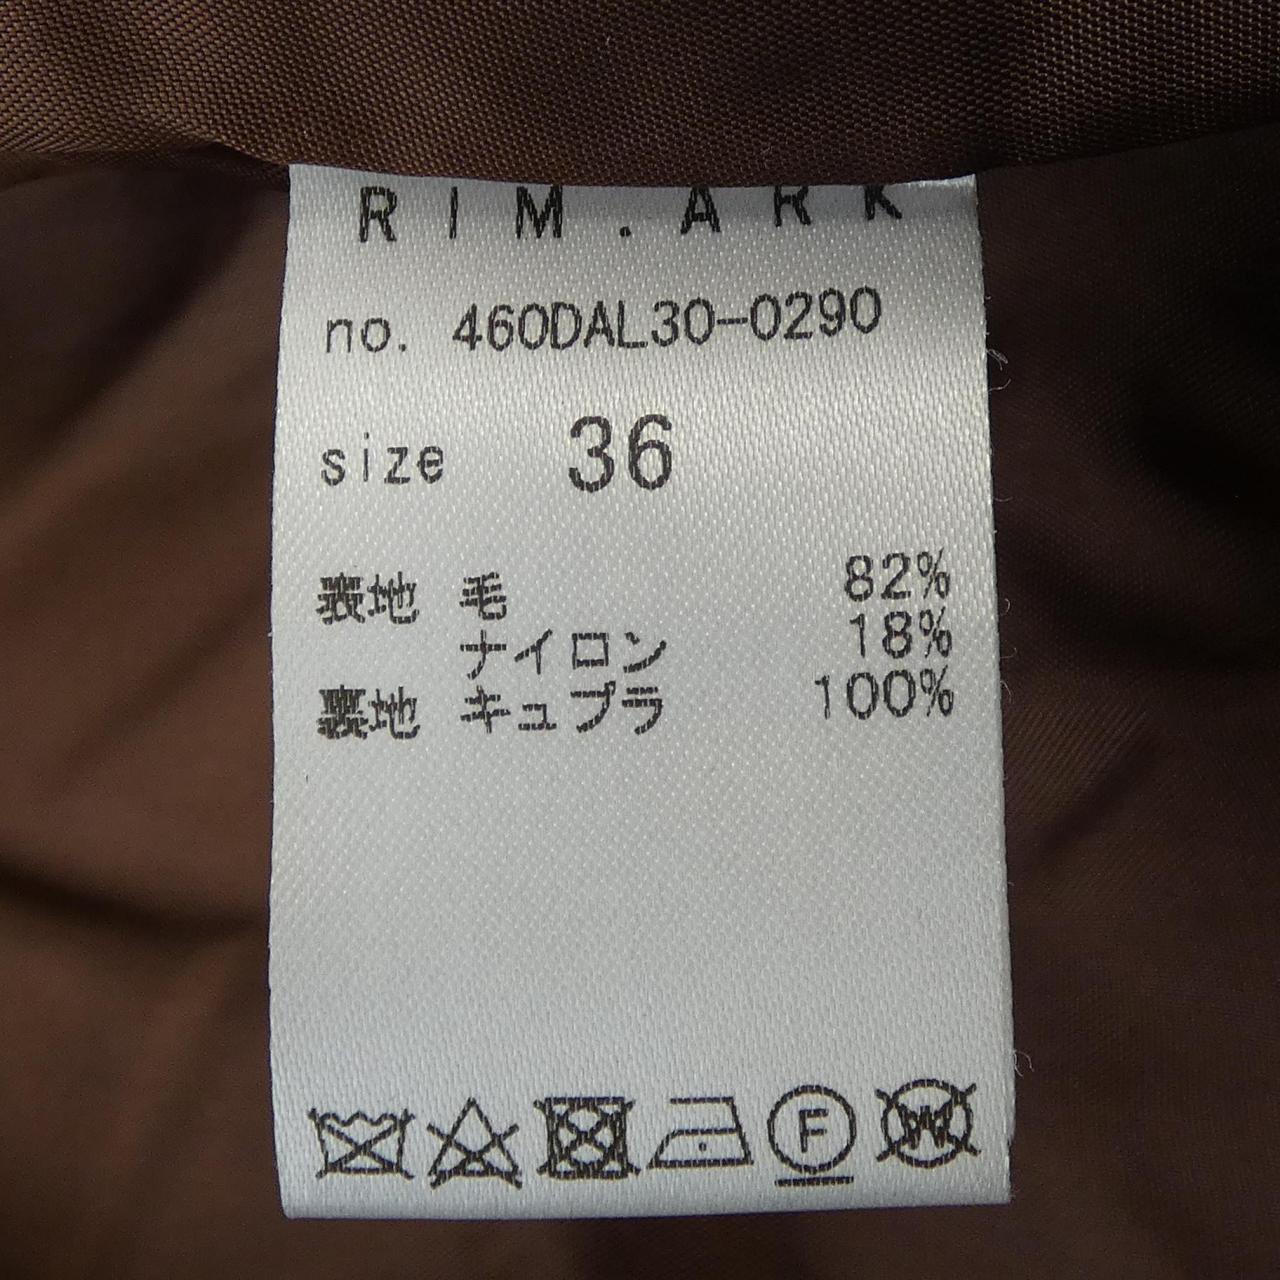 RIM.ARK
no. 460DAL30-0290
size 36
表地 毛 82%
ナイロン 18%
裏地 キュプラ 100%
F W